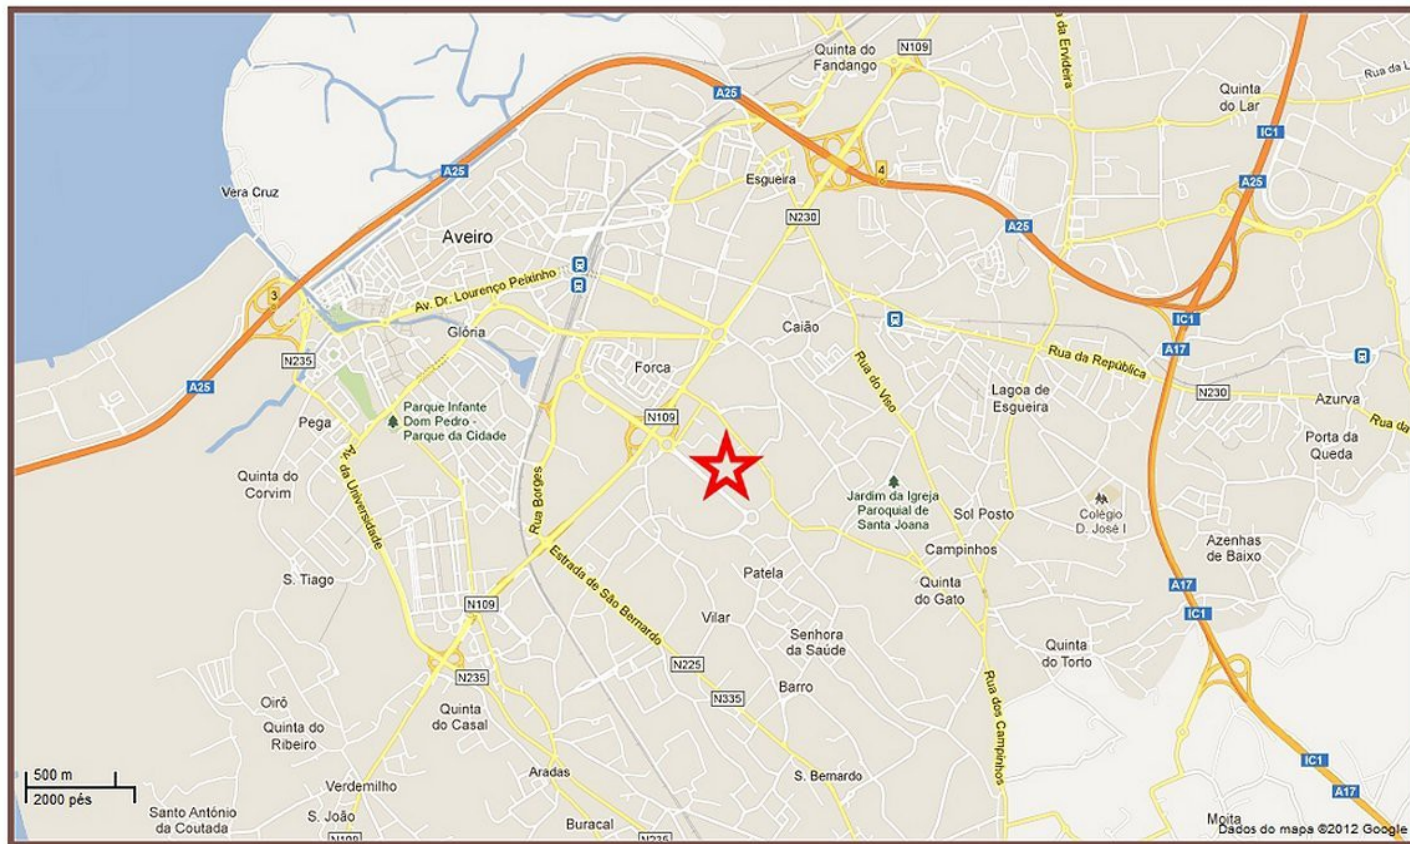 N109
Quinta do
Fandango
Rua da Ervideira
Rua da L
Quinta
do Lar
A25
IC1
4
A25
Esgueira
A25
Vera Cruz
N230
A25
Aveiro
Av. Dr. Lourenço Peixinho
3
Glória
Caião
IC1
A17
Rua da República
N235
Forca
Rua do Viso
A25
Lagoa de
Esgueira
N230
Azurva
Rua da
Parque Infante
Dom Pedro -
Parque da Cidade
N109
Pega
Porta da
Queda
Quinta do
Corvim
Av. da Universidade
Rua Borges
Jardim da Igreja
Paroquial de
Santa Joana
Sol Posto
Colégio
D. José I
Azenhas
de Baixo
Campinhos
S. Tiago
Estrada de São Bernardo
Patela
Quinta
do Gato
A17
IC1
N109
Vilar
Senhora
da Saúde
Quinta
do Torto
N225
N235
N335
Barro
Rua dos Campinhos
Oirô
Quinta do
Ribeiro
Quinta
do Casal
IC1
A17
500 m
2000 pés
Verdemilho
Aradas
S. Bernardo
Santo António
da Coutada
S. João
Buracal
Moita
N109
N235
Dados do mapa ©2012 Google